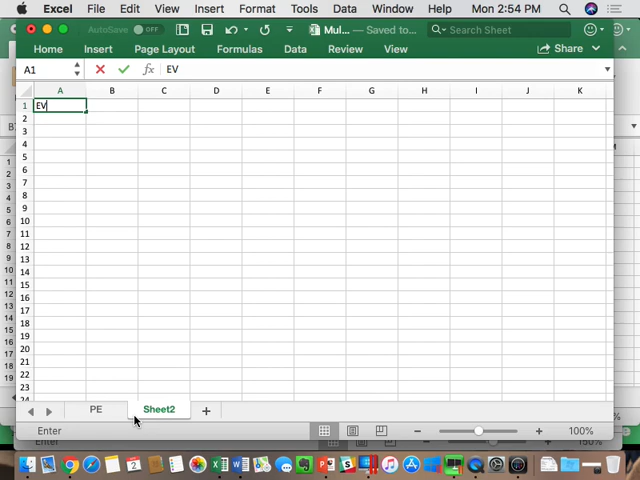 Excel File Edit View Insert Format Tools Data Window Help Mon 2:54 PM
AutoSave OFF Mul... — Saved to... Search Sheet
Home Insert Page Layout Formulas Data Review View Share
A1 fx EV
A B C D E F G H I J K
1 EV
2
3
4
5
6
7
8
9
10
11
12
13
14
15
16
17
18
19
20
21
22
23
24
PE Sheet2
Enter 100%